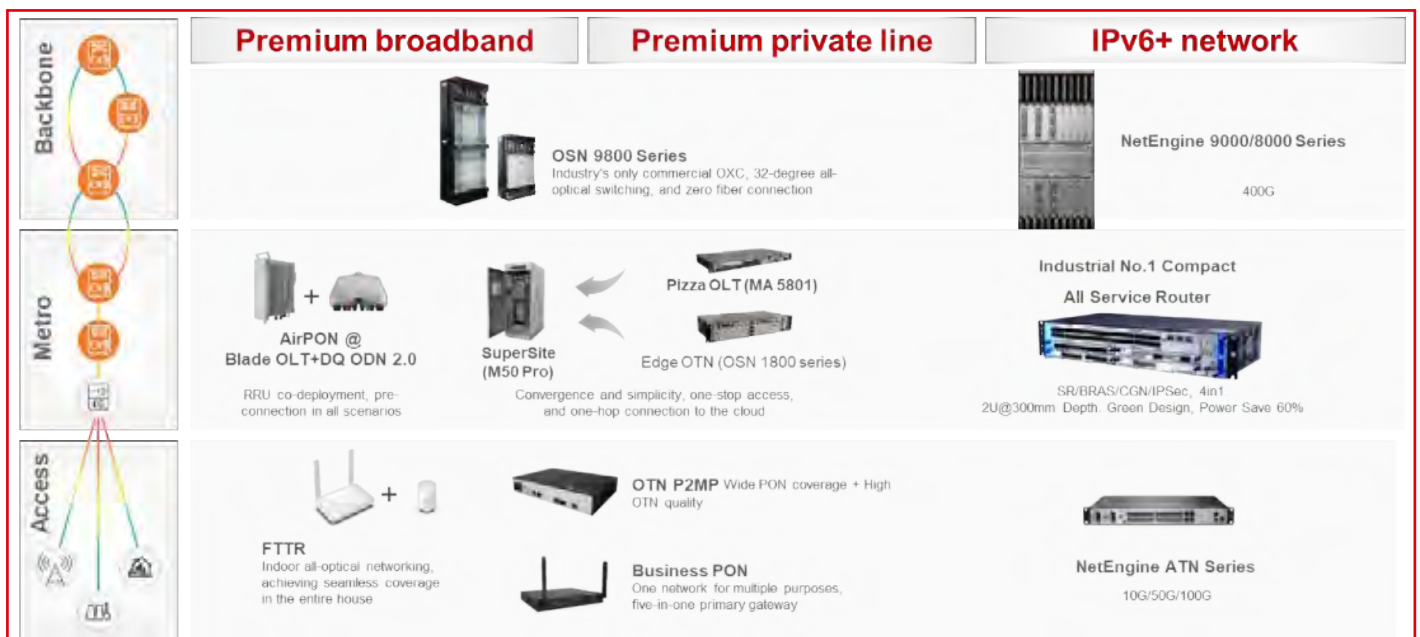 Premium broadband
Premium private line
IPv6+ network
Backbone
OSN 9800 Series
Industry's only commercial OXC, 32-degree all-
optical switching, and zero fiber connection
NetEngine 9000/8000 Series
400G
Metro
+
AirPON @
Blade OLT+DQ ODN 2.0
RRU co-deployment, pre-
connection in all scenarios
SuperSite
(M50 Pro)
Pizza OLT (MA 5801)
Edge OTN (OSN 1800 series)
Convergence and simplicity, one-stop access,
and one-hop connection to the cloud
Industrial No.1 Compact
All Service Router
SR/BRAS/CGN/IPSec, 4in1
2U@300mm Depth. Green Design, Power Save 60%
Access
+
FTTR
Indoor all-optical networking,
achieving seamless coverage
in the entire house
OTN P2MP Wide PON coverage + High
OTN quality
Business PON
One network for multiple purposes,
five-in-one primary gateway
NetEngine ATN Series
10G/50G/100G